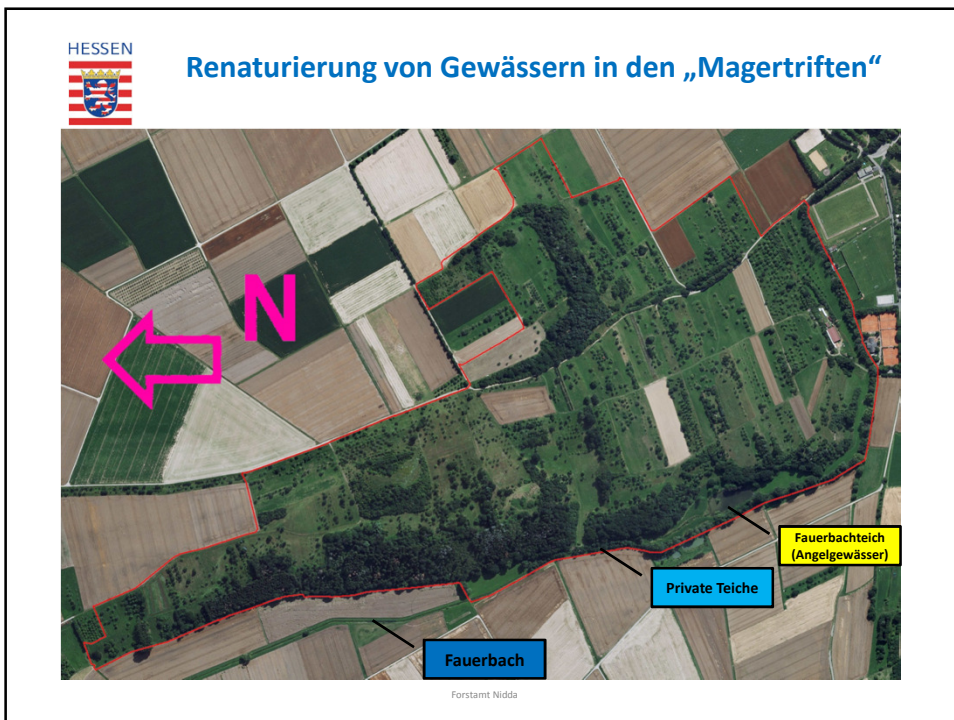 HESSEN
Renaturierung von Gewässern in den „Magertriften“
N
Fauerbachteich
(Angelgewässer)
Private Teiche
Fauerbach
Forstamt Nidda